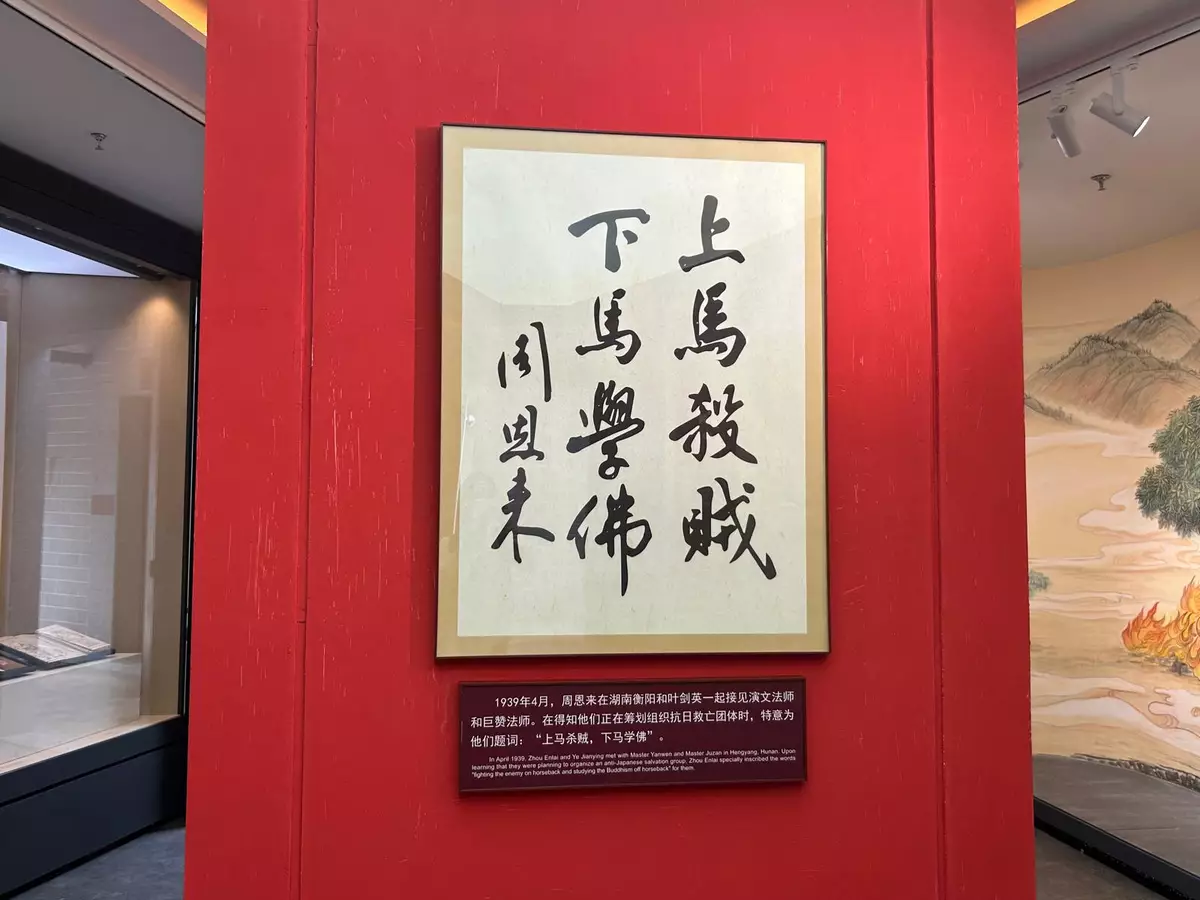 上馬殺賊
下馬學佛
周恩来
1939年4月，周恩来在湖南衡阳和叶剑英一起接见演文法师
和巨赞法师。在得知他们正在筹划组织抗日救亡团体时，特意为
他们题词：“上马杀贼，下马学佛”。
In April 1939, Zhou Enlai and Ye Jianying met with Master Yanwen and Master Juzan in Hengyang, Hunan. Upon
learning that they were planning to organize an anti-Japanese salvation group, Zhou Enlai specially inscribed the words
"fighting the enemy on horseback and studying the Buddhism off horseback" for them.